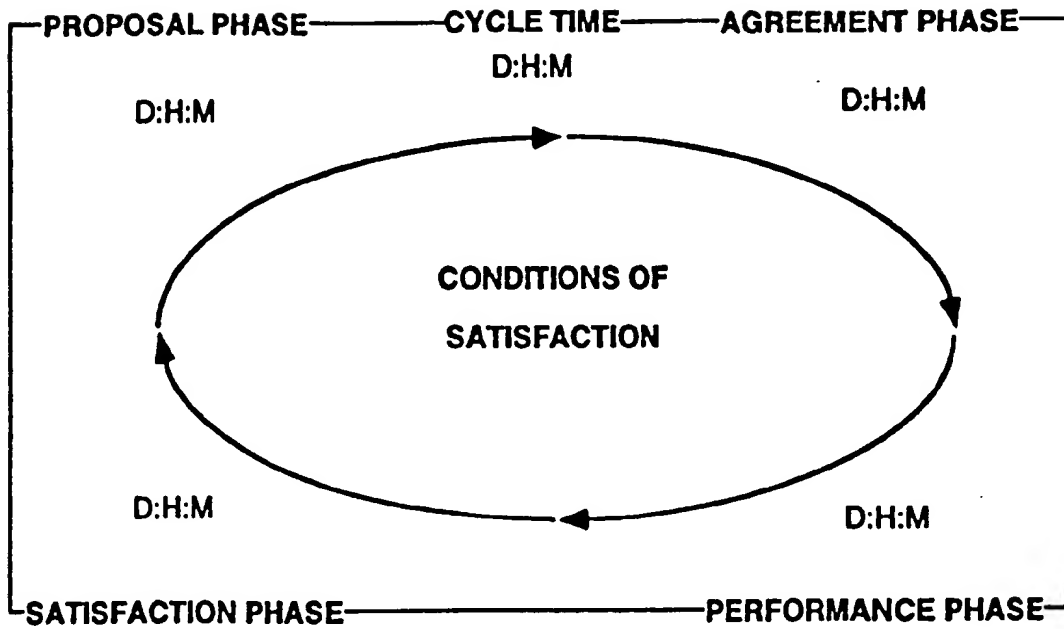 PROPOSAL PHASE CYCLE TIME AGREEMENT PHASE
D:H:M
D:H:M D:H:M
CONDITIONS OF
SATISFACTION
D:H:M D:H:M
SATISFACTION PHASE PERFORMANCE PHASE